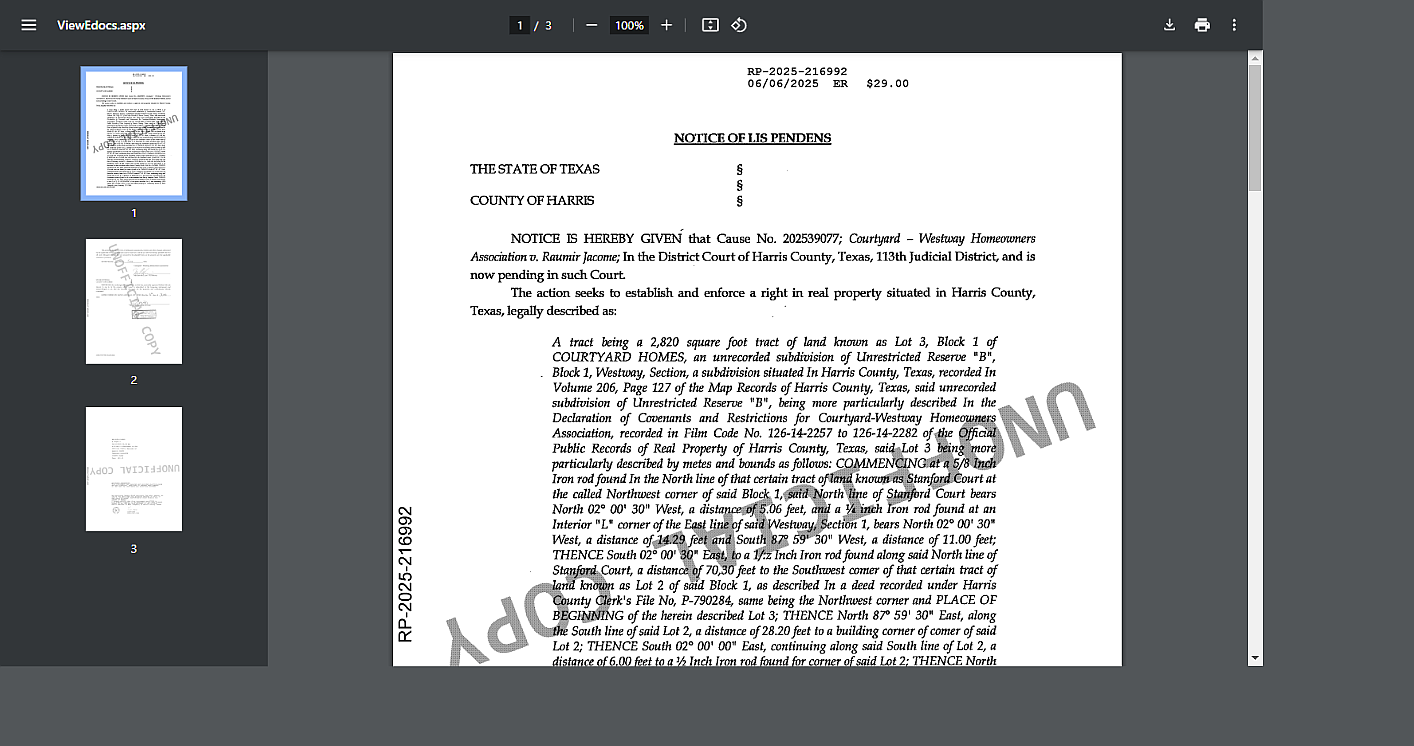 ViewEdocs.aspx
1 / 3
100%
1
2
3
RP-2025-216992
06/06/2025 ER $29.00
NOTICE OF LIS PENDENS
THE STATE OF TEXAS §
§
COUNTY OF HARRIS §
NOTICE IS HEREBY GIVEN that Cause No. 202539077; Courtyard – Westway Homeowners
Association v. Raumir Jacome; In the District Court of Harris County, Texas, 113th Judicial District, and is
now pending in such Court.
The action seeks to establish and enforce a right in real property situated in Harris County,
Texas, legally described as:
A tract being a 2,820 square foot tract of land known as Lot 3, Block 1 of
COURTYARD HOMES, an unrecorded subdivision of Unrestricted Reserve "B",
Block 1, Westway, Section, a subdivision situated In Harris County, Texas, recorded In
Volume 206, Page 127 of the Map Records of Harris County, Texas, said unrecorded
subdivision of Unrestricted Reserve "B", being more particularly described In the
Declaration of Covenants and Restrictions for Courtyard-Westway Homeowners
Association, recorded in Film Code No. 126-14-2257 to 126-14-2282 of the Official
Public Records of Real Property of Harris County, Texas, said Lot 3 being more
particularly described by metes and bounds as follows: COMMENCING at a 5/8 Inch
Iron rod found In the North line of that certain tract of land known as Stanford Court at
the called Northwest corner of said Block 1, said North line of Stanford Court bears
North 02° 00' 30" West, a distance of 5.06 feet, and a ¼ inch Iron rod found at an
Interior "L" corner of the East line of said Westway, Section 1, bears North 02° 00' 30"
West, a distance of 14.29 feet and South 87° 59' 30" West, a distance of 11.00 feet;
THENCE South 02° 00' 30" East, to a 1/z Inch Iron rod found along said North line of
Stanford Court, a distance of 70,30 feet to the Southwest comer of that certain tract of
land known as Lot 2 of said Block 1, as described In a deed recorded under Harris
County Clerk's File No, P-790284, same being the Northwest corner and PLACE OF
BEGINNING of the herein described Lot 3; THENCE North 87° 59' 30" East, along
the South line of said Lot 2, a distance of 28.20 feet to a building corner of comer of said
Lot 2; THENCE South 02° 00' 00" East, continuing along said South line of Lot 2, a
distance of 6.00 feet to a ½ Inch Iron rod found for corner of said Lot 2; THENCE North
RP-2025-216992
UNOFFICIAL COPY
UNOFFICIAL COPY
UNOFFICIAL COPY
UNOFFICIAL COPY